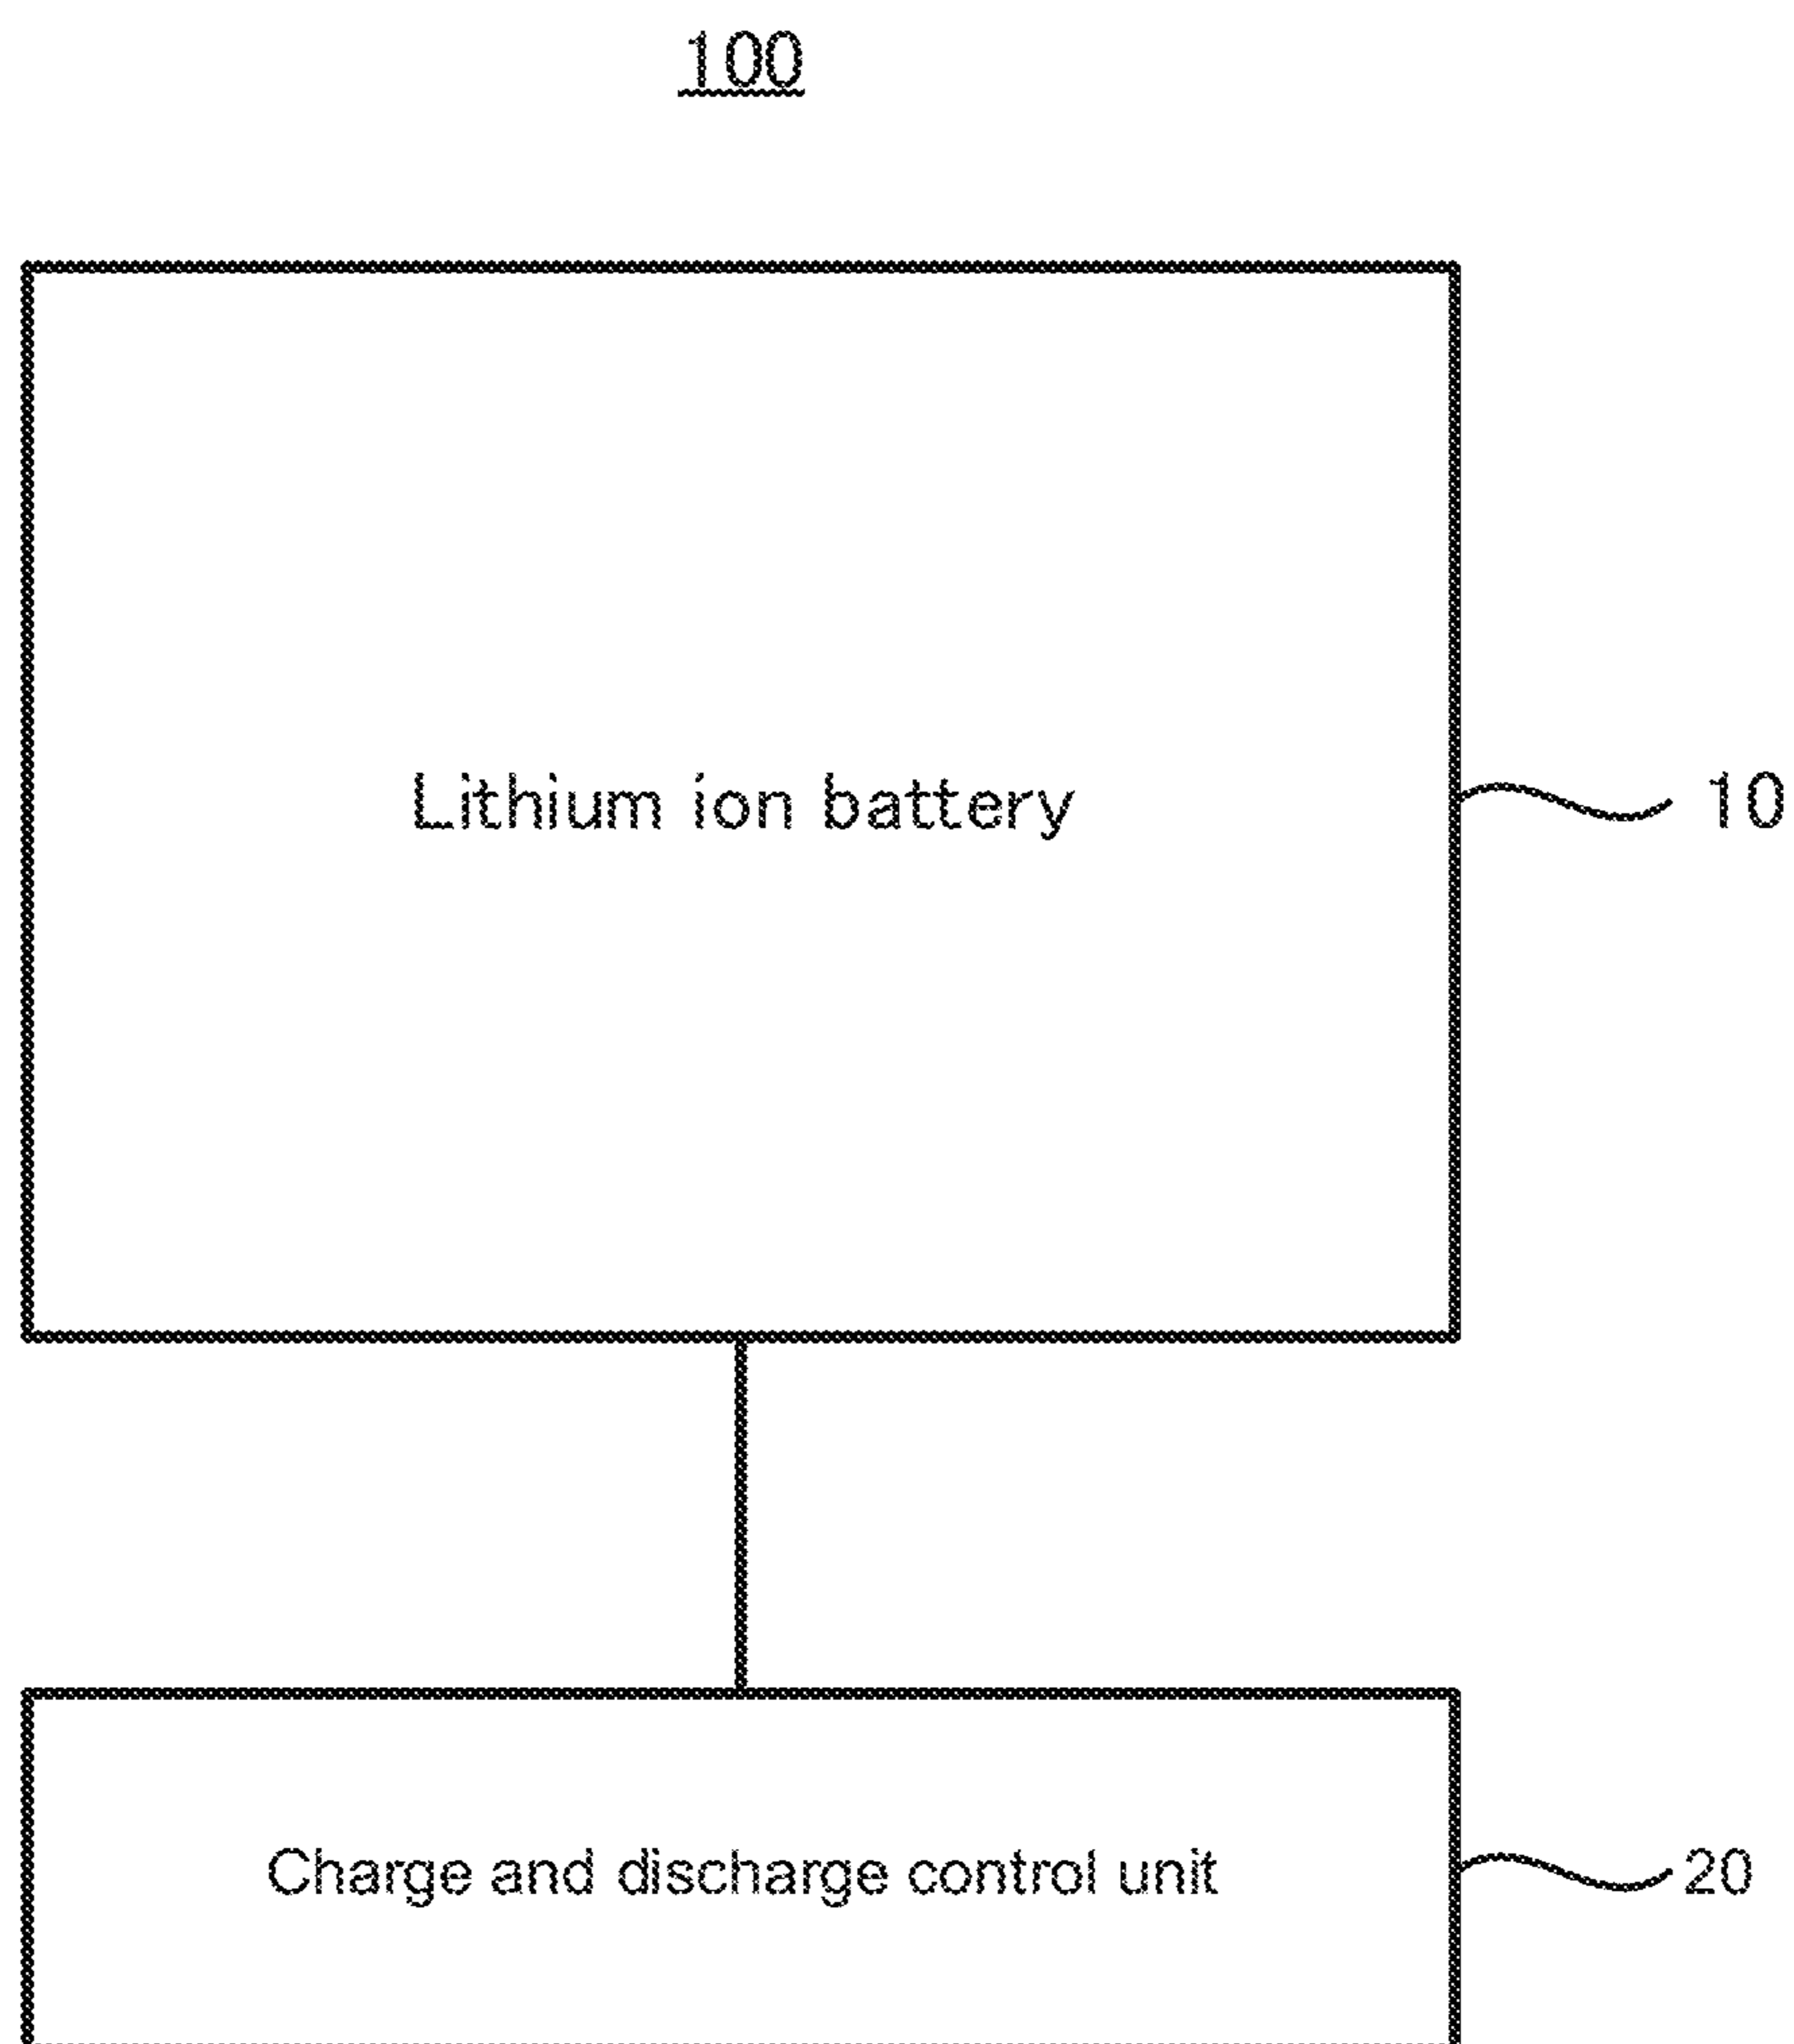 100
Lithium ion battery
10
Charge and discharge control unit
20